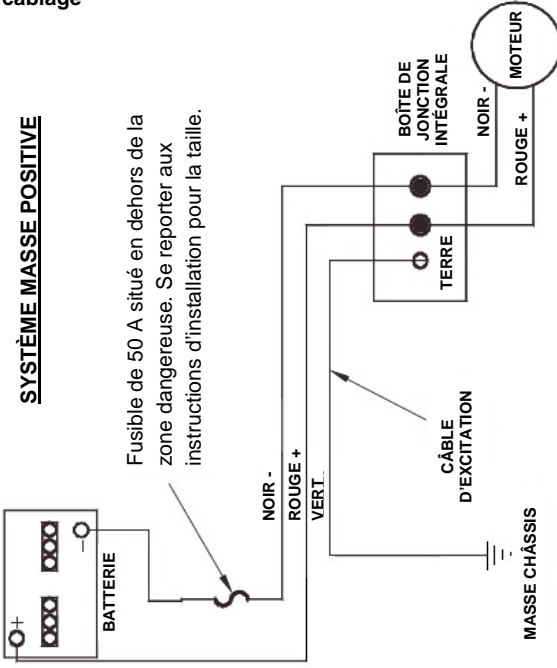 câblage
SYSTÈME MASSE POSITIVE
Fusible de 50 A situé en dehors de la
zone dangereuse. Se reporter aux
instructions d'installation pour la taille.
+
-
BATTERIE
NOIR -
ROUGE +
VERT
BOÎTE DE
JONCTION
INTÉGRALE
TERRE
NOIR -
ROUGE +
MOTEUR
CÂBLE
D'EXCITATION
MASSE CHÂSSIS